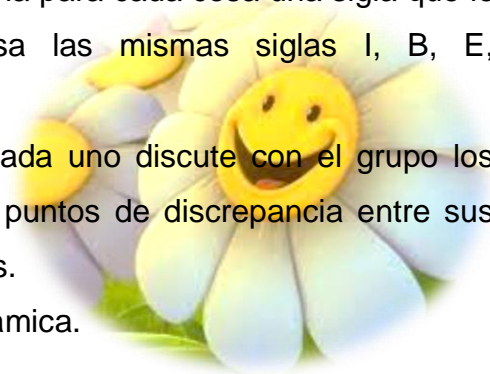 para cada cosa una sigla que
sa las mismas siglas I, B, E,
ada uno discute con el grupo los
puntos de discrepancia entre sus
s.
amica.